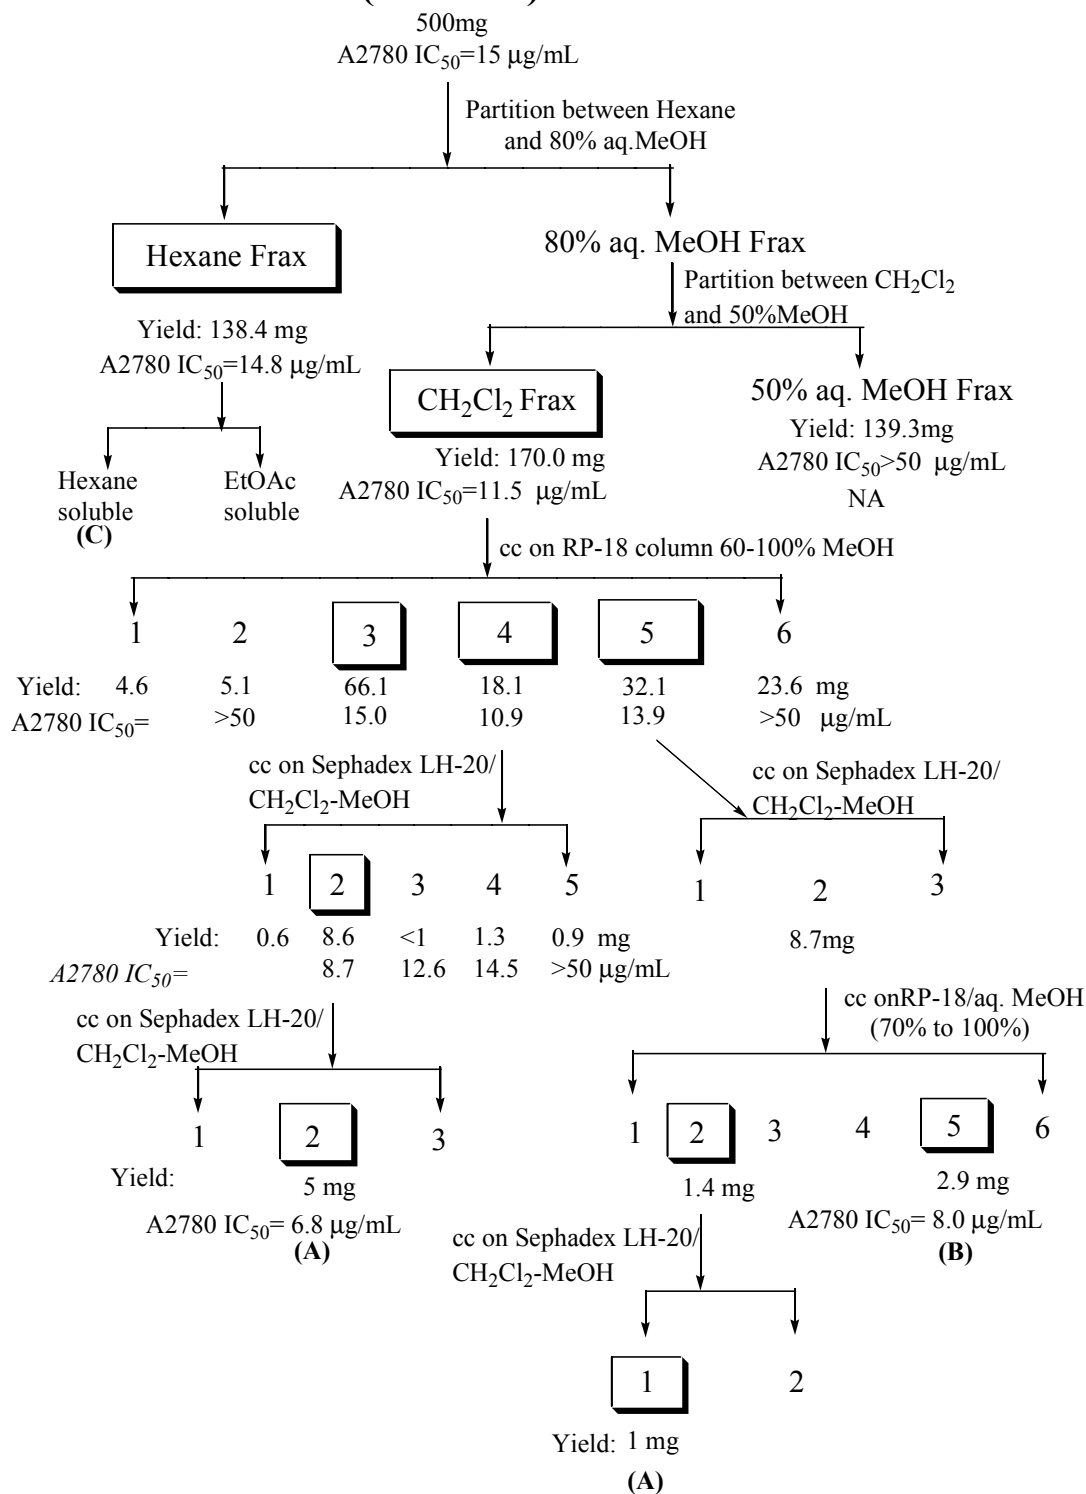 500mg
A2780 IC50=15 μg/mL
Partition between Hexane
and 80% aq.MeOH
Hexane Frax
80% aq. MeOH Frax
Partition between CH2Cl2
and 50%MeOH
Yield: 138.4 mg
A2780 IC50=14.8 μg/mL
CH2Cl2 Frax
50% aq. MeOH Frax
Yield: 139.3mg
A2780 IC50>50 μg/mL
NA
Yield: 170.0 mg
A2780 IC50=11.5 μg/mL
Hexane
soluble
(C)
EtOAc
soluble
cc on RP-18 column 60-100% MeOH
1 2 3 4 5 6
Yield: 4.6 5.1 66.1 18.1 32.1 23.6 mg
A2780 IC50= >50 15.0 10.9 13.9 >50 μg/mL
cc on Sephadex LH-20/
CH2Cl2-MeOH
cc on Sephadex LH-20/
CH2Cl2-MeOH
1 2 3 4 5
1 2 3
Yield: 0.6 8.6 <1 1.3 0.9 mg
8.7mg
A2780 IC50= 8.7 12.6 14.5 >50 μg/mL
cc on Sephadex LH-20/
CH2Cl2-MeOH
cc onRP-18/aq. MeOH
(70% to 100%)
1 2 3
1 2 3 4 5 6
Yield: 5 mg
1.4 mg 2.9 mg
A2780 IC50= 6.8 μg/mL
(A)
A2780 IC50= 8.0 μg/mL
(B)
cc on Sephadex LH-20/
CH2Cl2-MeOH
1 2
Yield: 1 mg
(A)